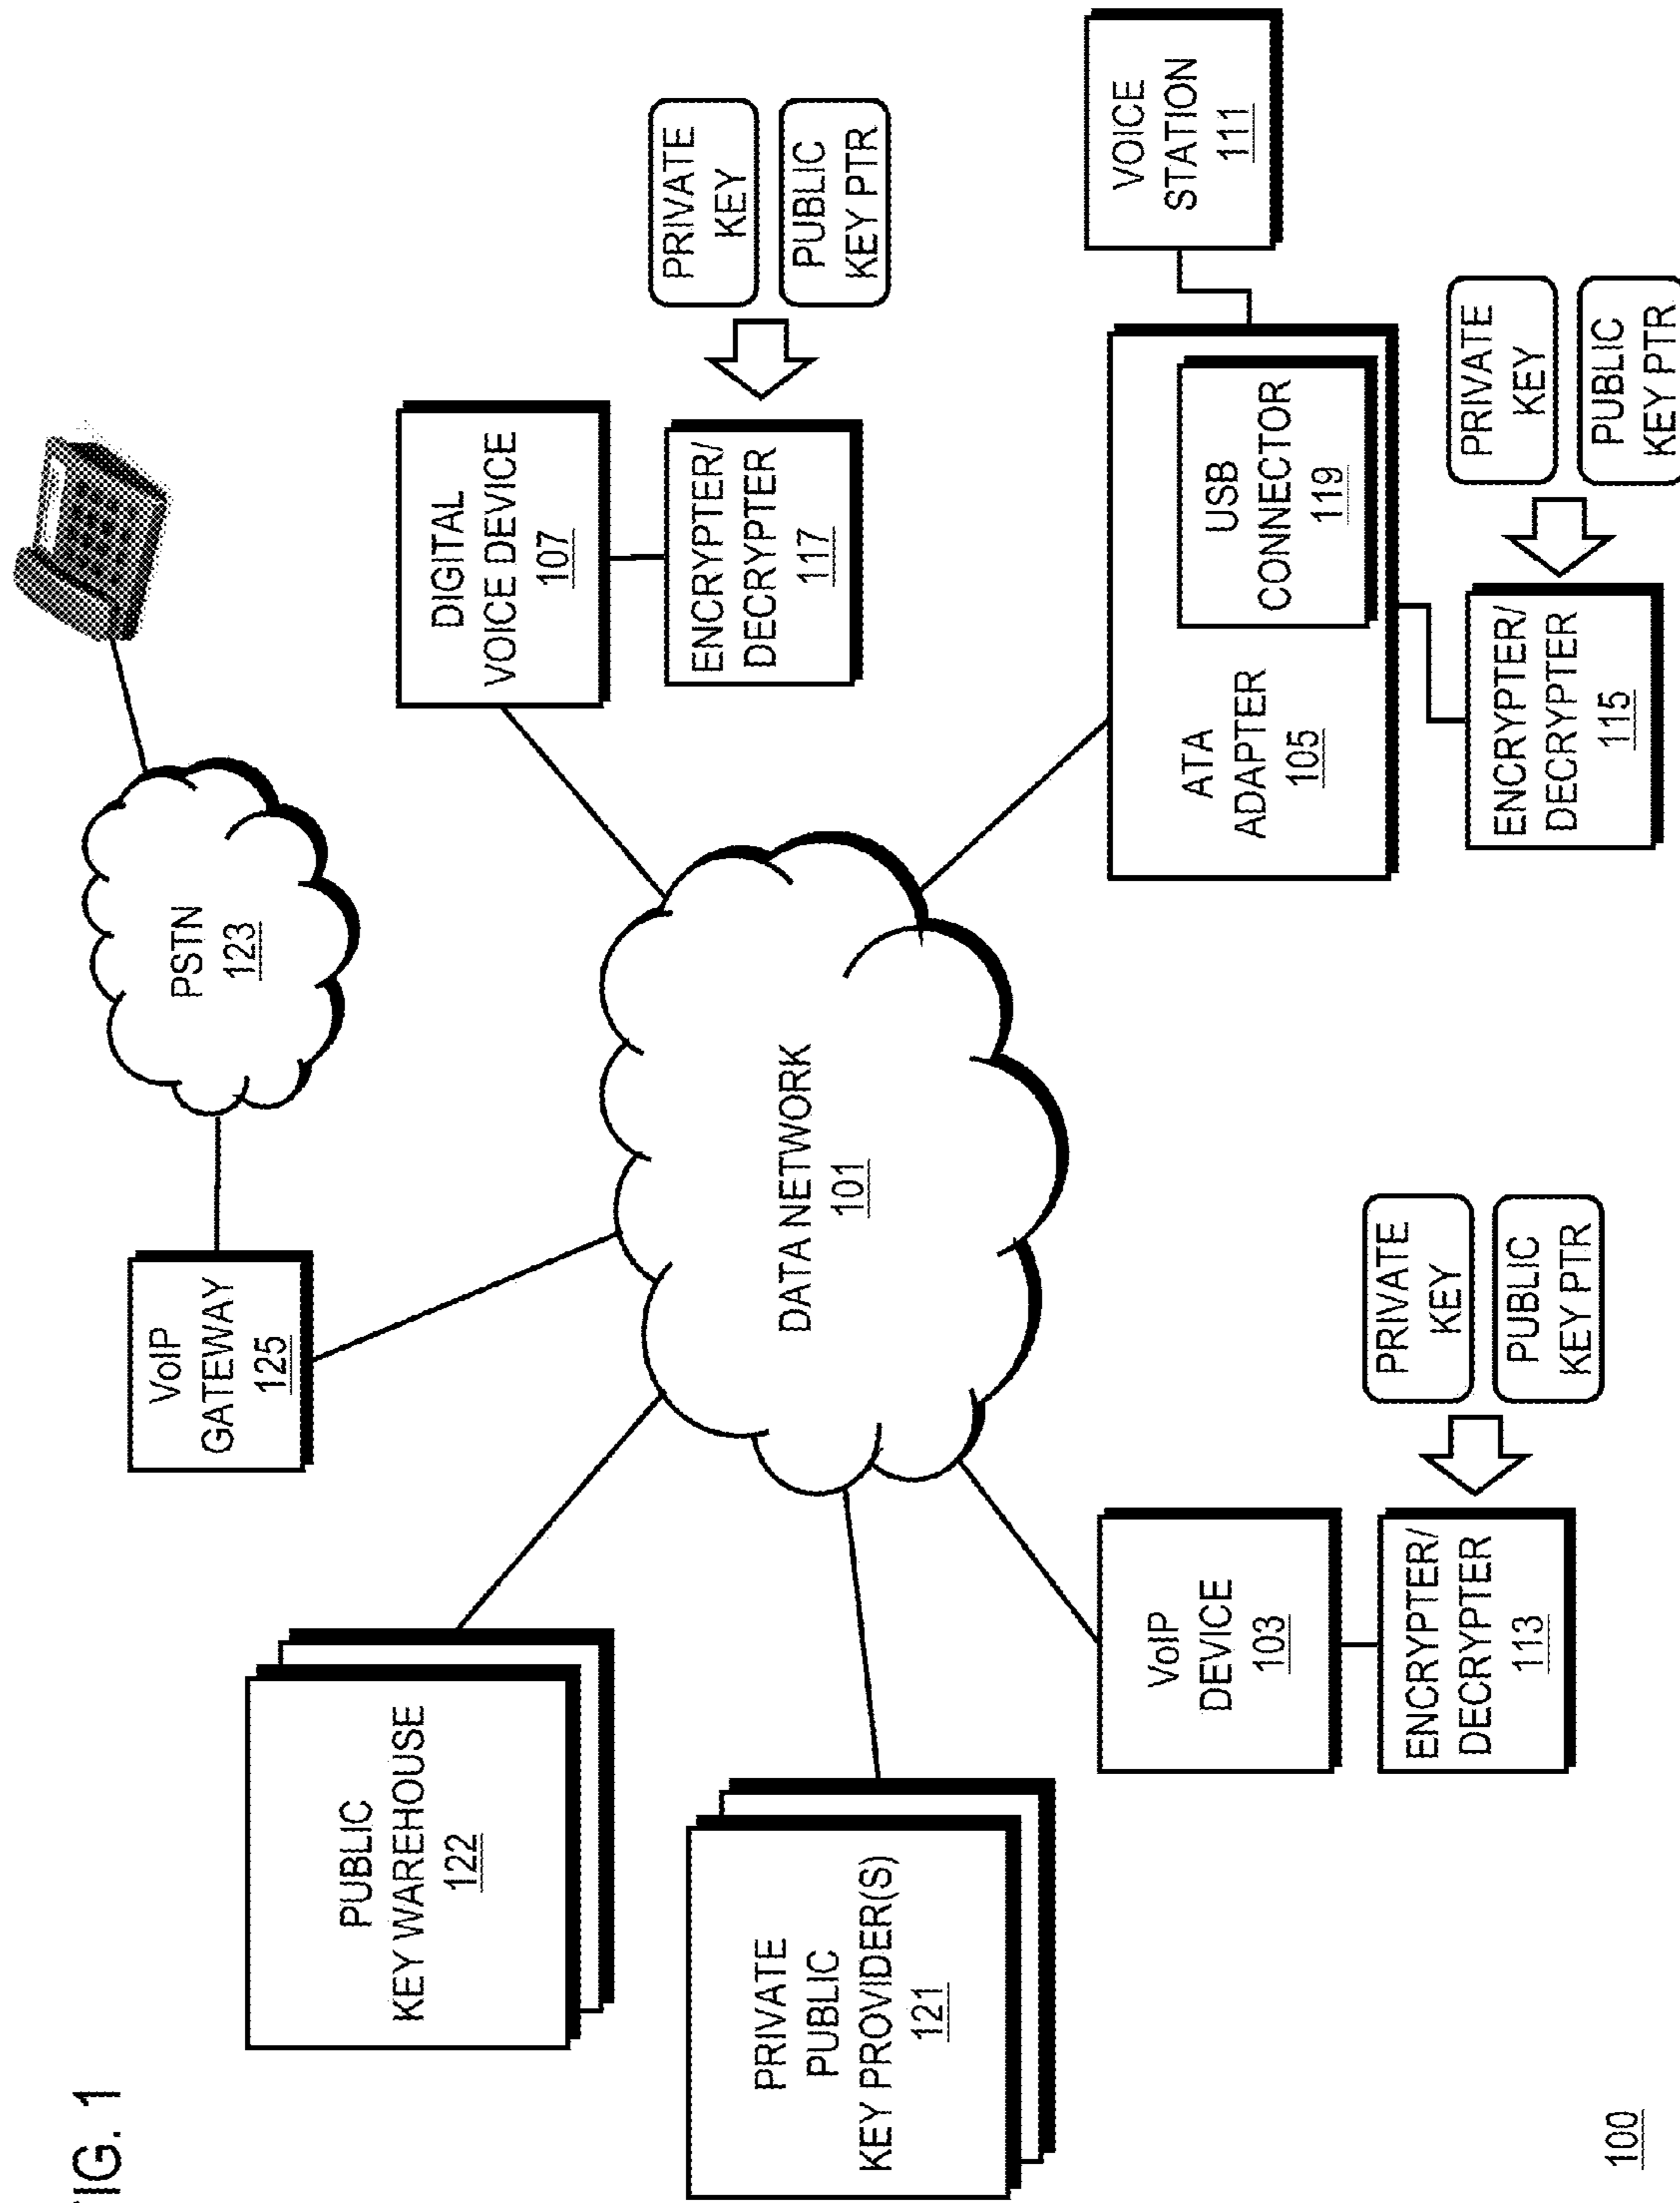 FIG. 1
VoIP
GATEWAY
125
PSTN
123
PUBLIC
KEY WAREHOUSE
122
DIGITAL
VOICE DEVICE
107
ENCRYPTER/
DECRYPTER
117
PRIVATE
KEY
PUBLIC
KEY PTR
PRIVATE
PUBLIC
KEY PROVIDER(S)
121
DATA NETWORK
101
VoIP
DEVICE
103
ENCRYPTER/
DECRYPTER
113
PRIVATE
KEY
PUBLIC
KEY PTR
ATA
ADAPTER
105
USB
CONNECTOR
119
VOICE
STATION
111
ENCRYPTER/
DECRYPTER
115
PRIVATE
KEY
PUBLIC
KEY PTR
100